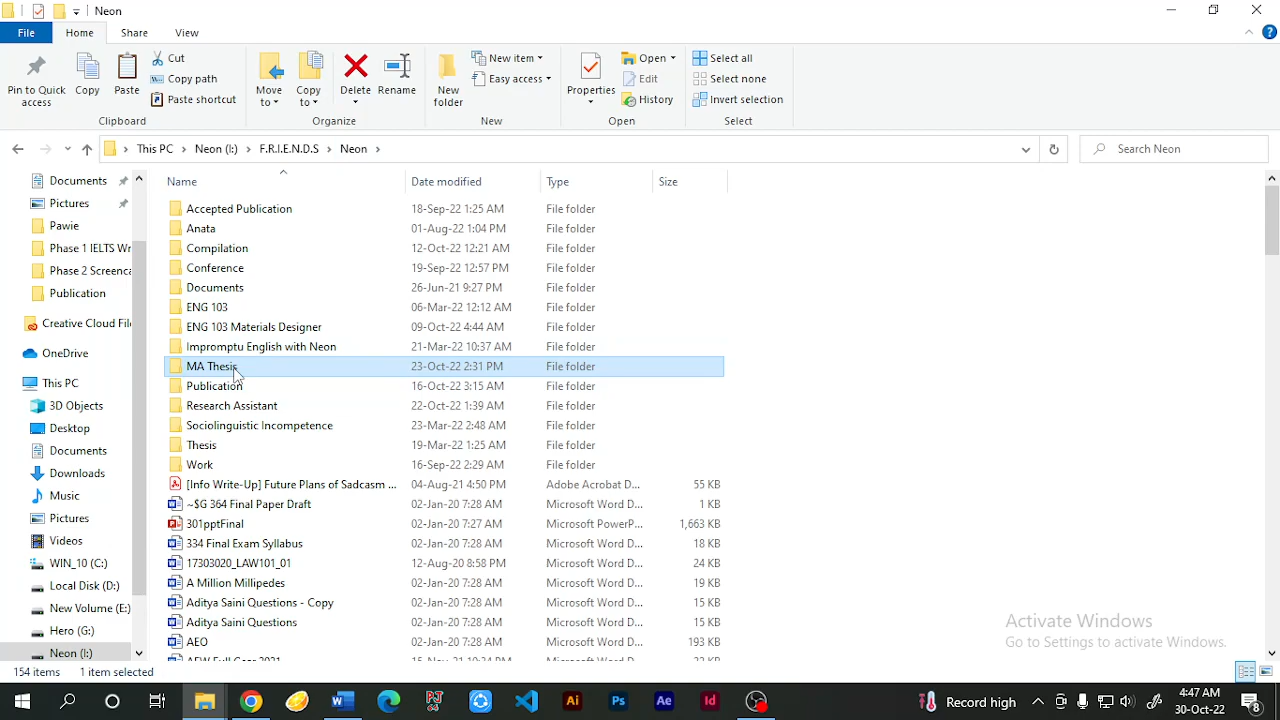 Neon
File Home Share View
Pin to Quick access
Copy
Paste
Cut
Copy path
Paste shortcut
Clipboard
Move to
Copy to
Delete
Rename
Organize
New folder
New item
Easy access
New
Properties
Open
Edit
History
Open
Select all
Select none
Invert selection
Select
This PC > Neon (I:) > F.R.I.E.N.D.S > Neon >
Search Neon
Documents
Pictures
Pawie
Phase 1 IELTS Wr
Phase 2 Screenca
Publication
Creative Cloud Fil
OneDrive
This PC
3D Objects
Desktop
Documents
Downloads
Music
Pictures
Videos
WIN_10 (C:)
Local Disk (D:)
New Volume (E:)
Hero (G:)
Neon (I:)
Name Date modified Type Size
Accepted Publication 18-Sep-22 1:25 AM File folder
Anata 01-Aug-22 1:04 PM File folder
Compilation 12-Oct-22 12:21 AM File folder
Conference 19-Sep-22 12:57 PM File folder
Documents 26-Jun-21 9:27 PM File folder
ENG 103 06-Mar-22 12:12 AM File folder
ENG 103 Materials Designer 09-Oct-22 4:44 AM File folder
Impromptu English with Neon 21-Mar-22 10:37 AM File folder
MA Thesis 23-Oct-22 2:31 PM File folder
Publication 16-Oct-22 3:15 AM File folder
Research Assistant 22-Oct-22 1:39 AM File folder
Sociolinguistic Incompetence 23-Mar-22 2:48 AM File folder
Thesis 19-Mar-22 1:25 AM File folder
Work 16-Sep-22 2:29 AM File folder
[Info Write-Up] Future Plans of Sadcasm ... 04-Aug-21 4:50 PM Adobe Acrobat D... 55 KB
~$G 364 Final Paper Draft 02-Jan-20 7:28 AM Microsoft Word D... 1 KB
301pptFinal 02-Jan-20 7:27 AM Microsoft PowerP... 1,663 KB
334 Final Exam Syllabus 02-Jan-20 7:28 AM Microsoft Word D... 18 KB
17303020_LAW101_01 12-Aug-20 8:58 PM Microsoft Word D... 24 KB
A Million Millipedes 02-Jan-20 7:28 AM Microsoft Word D... 19 KB
Aditya Saini Questions - Copy 02-Jan-20 7:28 AM Microsoft Word D... 15 KB
Aditya Saini Questions 02-Jan-20 7:28 AM Microsoft Word D... 15 KB
AEO 02-Jan-20 7:28 AM Microsoft Word D... 193 KB
Activate Windows
Go to Settings to activate Windows.
154 items 1 item selected
Record high
4:47 AM
30-Oct-22
8